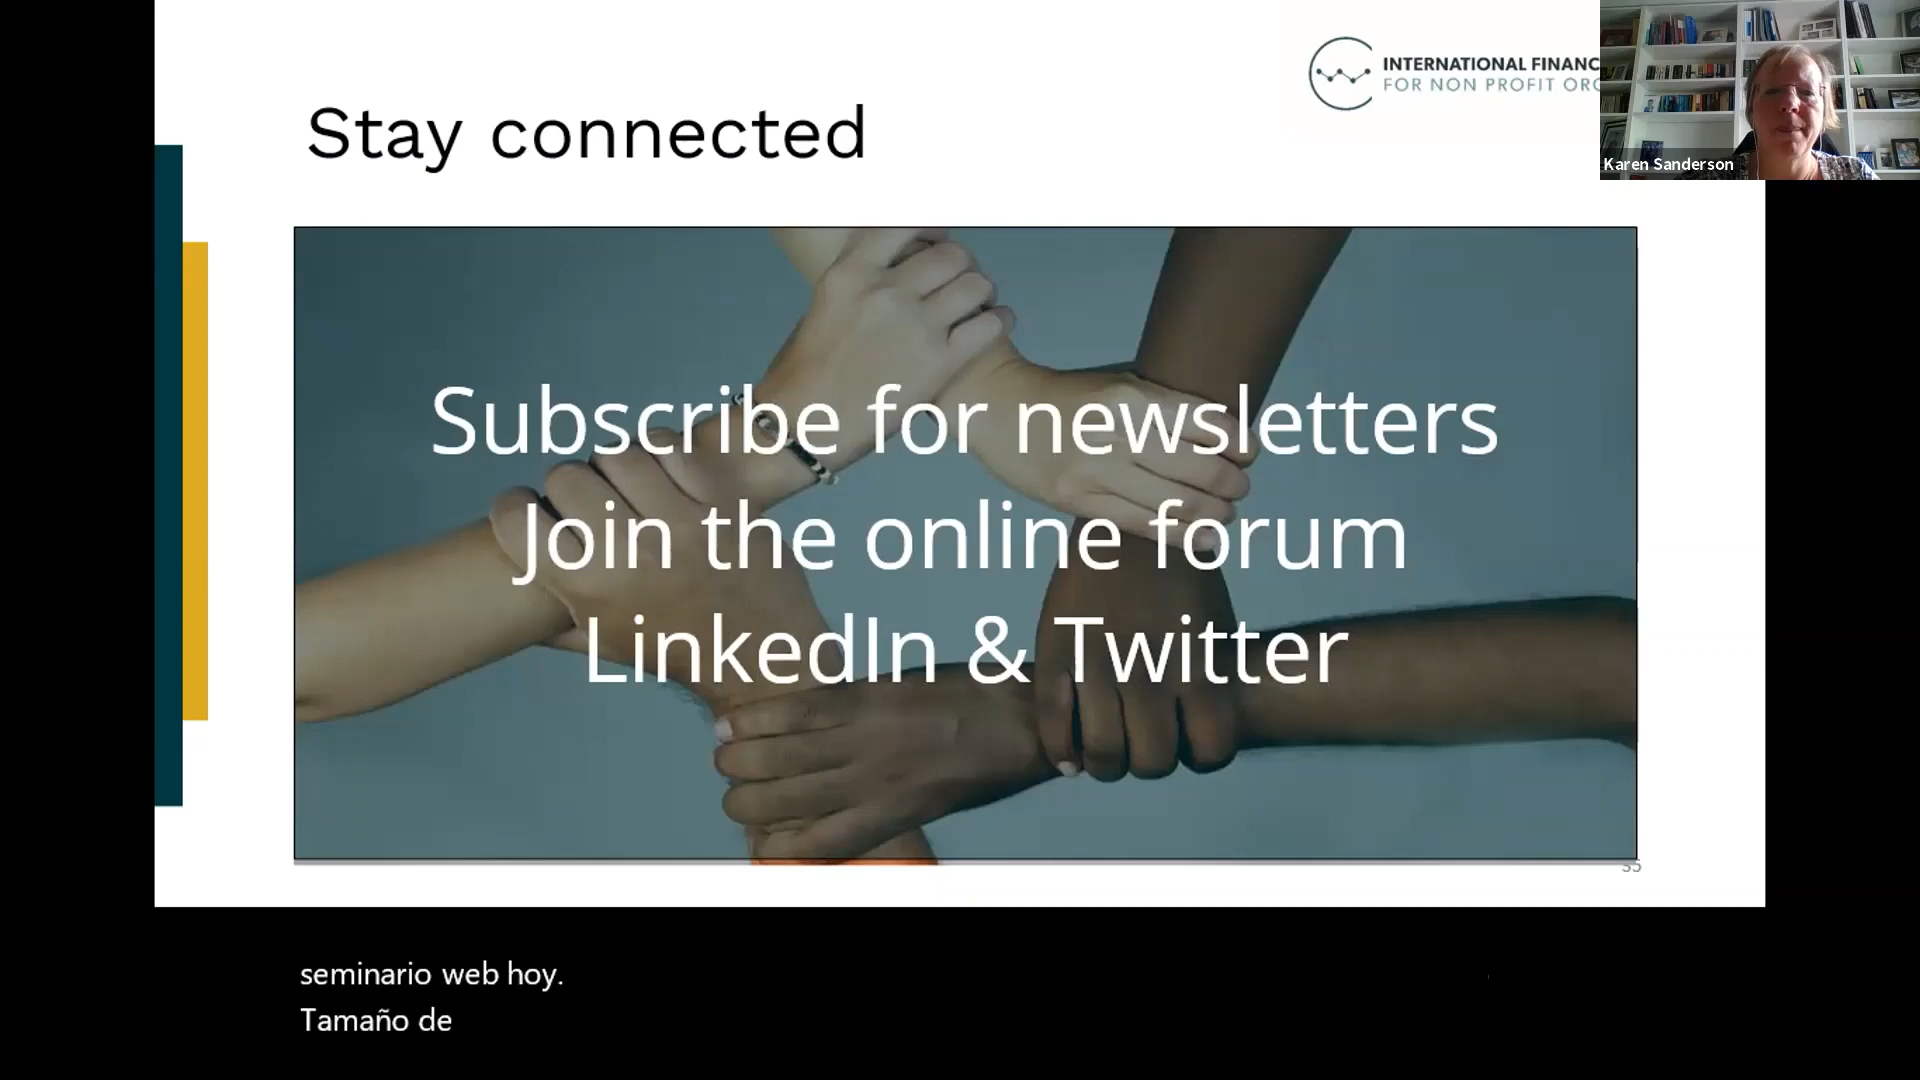 INTERNATIONAL FINANC
FOR NON PROFIT ORG
Karen Sanderson
Stay connected
Subscribe for newsletters
Join the online forum
LinkedIn & Twitter
35
seminario web hoy.
Tamaño de